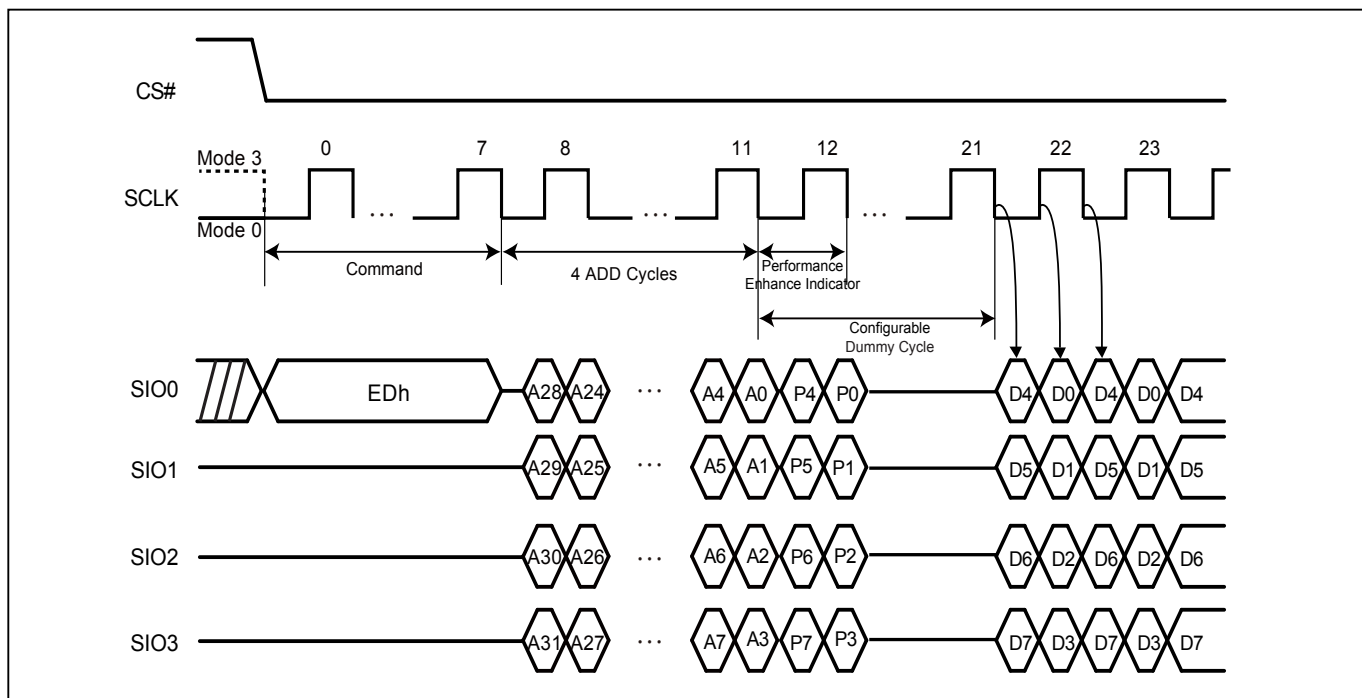 CS#
0 7 8 11 12 21 22 23
Mode 3
SCLK
... ... ...
Mode 0
Command
4 ADD Cycles
Performance
Enhance Indicator
Configurable
Dummy Cycle
SIO0 EDh A28 A24 ... A4 A0 P4 P0 D4 D0 D4 D0 D4
SIO1 A29 A25 ... A5 A1 P5 P1 D5 D1 D5 D1 D5
SIO2 A30 A26 ... A6 A2 P6 P2 D6 D2 D6 D2 D6
SIO3 A31 A27 ... A7 A3 P7 P3 D7 D3 D7 D3 D7